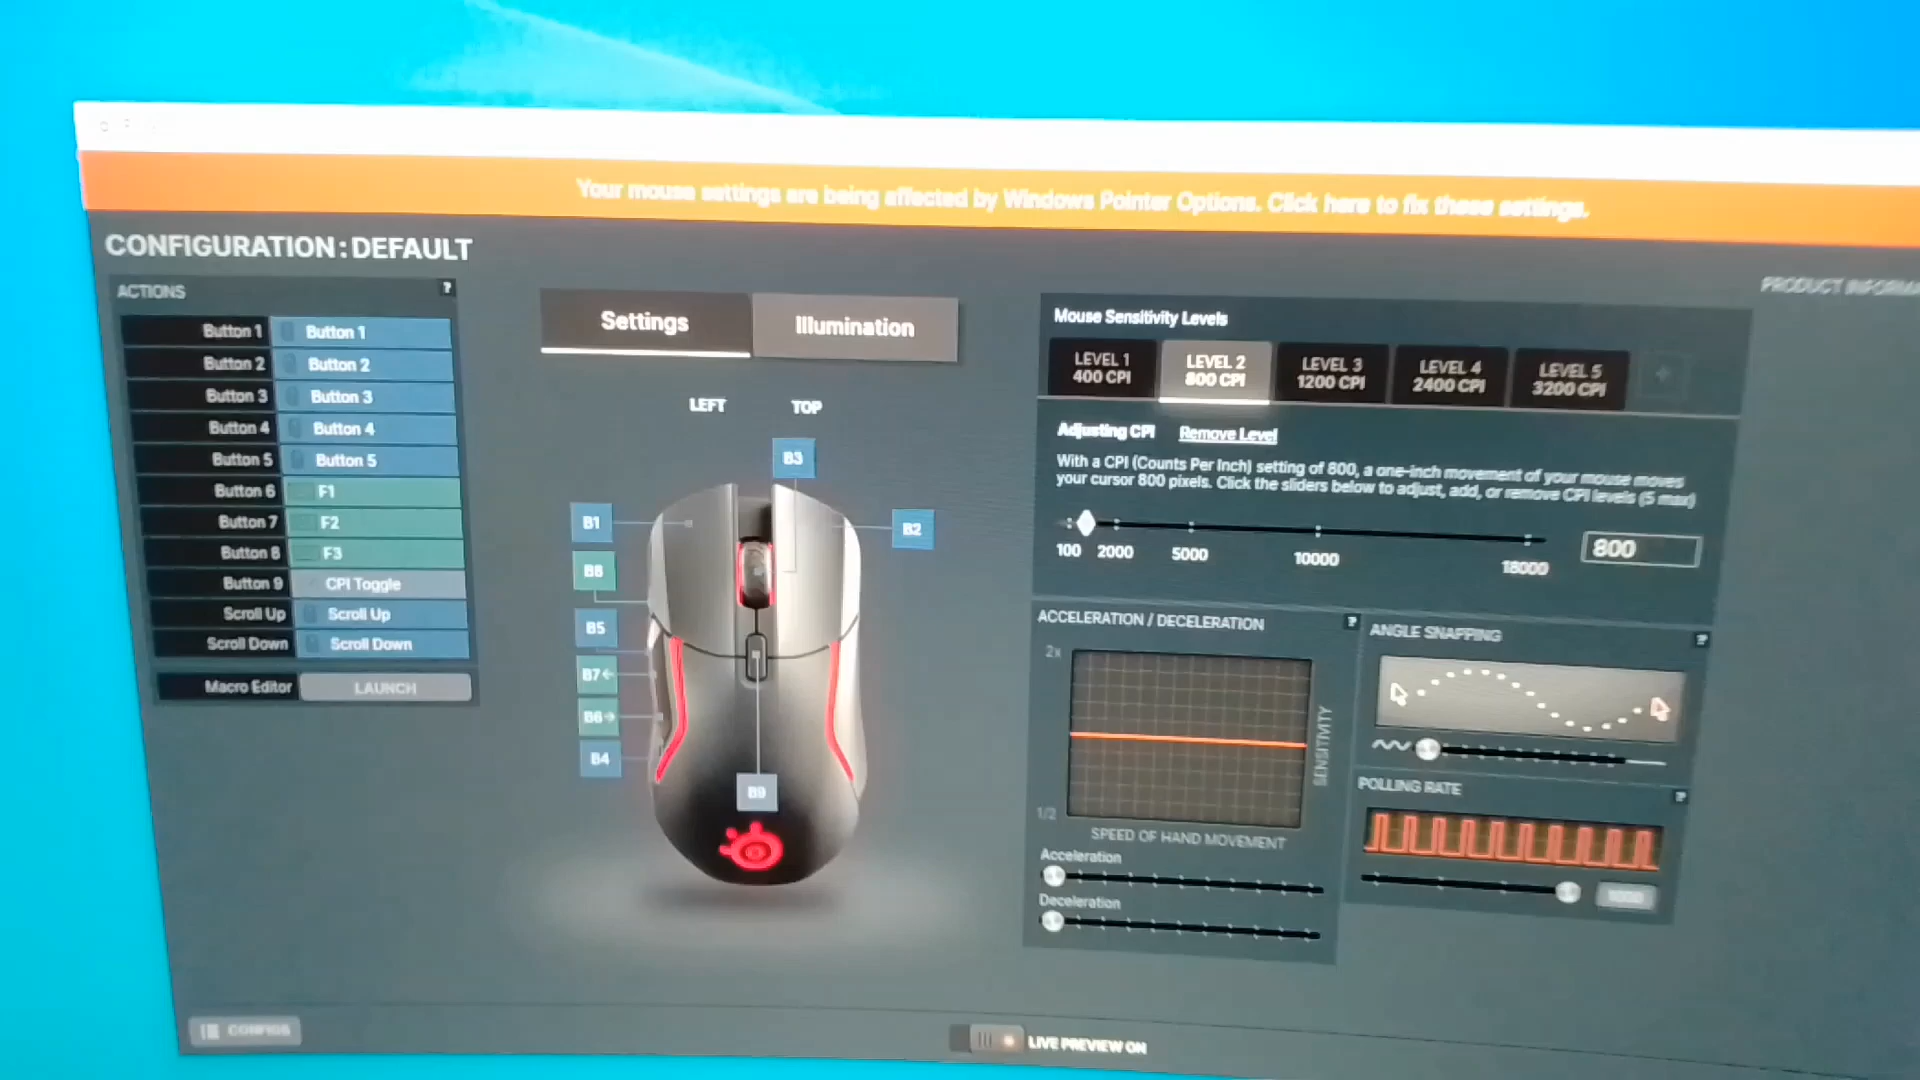 Your mouse settings are being affected by Windows Pointer Options. Click here to fix these settings.
CONFIGURATION : DEFAULT
ACTIONS ?
Button 1 Button 1
Button 2 Button 2
Button 3 Button 3
Button 4 Button 4
Button 5 Button 5
Button 6 F1
Button 7 F2
Button 8 F3
Button 9 CPI Toggle
Scroll Up Scroll Up
Scroll Down Scroll Down
Macro Editor LAUNCH
Settings Illumination
LEFT TOP
B3
B1
B2
B8
B5
B7
B6
B4
B9
PRODUCT
Mouse Sensitivity Levels
LEVEL 1 LEVEL 2 LEVEL 3 LEVEL 4 LEVEL 5
400 CPI 800 CPI 1200 CPI 2400 CPI 3200 CPI
+
Adjusting CPI Remove Level
With a CPI (Counts Per Inch) setting of 800, a one-inch movement of your mouse moves
your cursor 800 pixels. Click the sliders below to adjust, add, or remove CPI levels (5 max)
800
100 2000 5000 10000 18000
ACCELERATION / DECELERATION ?
2x
1/2
SENSITIVITY
SPEED OF HAND MOVEMENT
Acceleration
Deceleration
ANGLE SNAPPING ?
POLLING RATE ?
1000
CONFIGS
LIVE PREVIEW ON